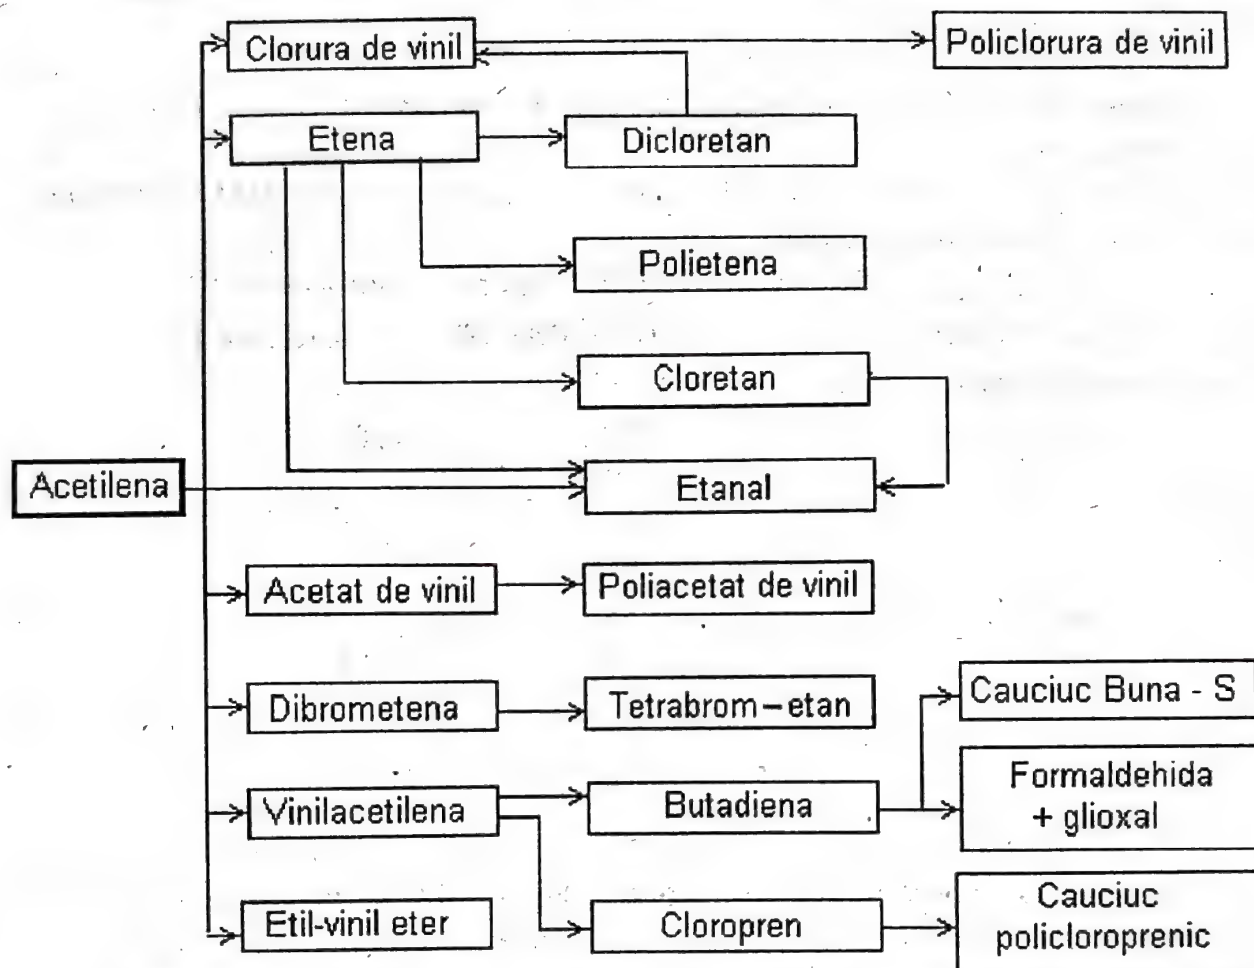 Clorura de vinil
Policlorura de vinil
Etena
Dicloretan
Polietena
Cloretan
Acetilena
Etanal
Acetat de vinil
Poliacetat de vinil
Dibrometena
Tetrabrom-etan
Cauciuc Buna - S
Vinilacetilena
Butadiena
Formaldehida
+ glioxal
Etil-vinil eter
Cloropren
Cauciuc
policloroprenic